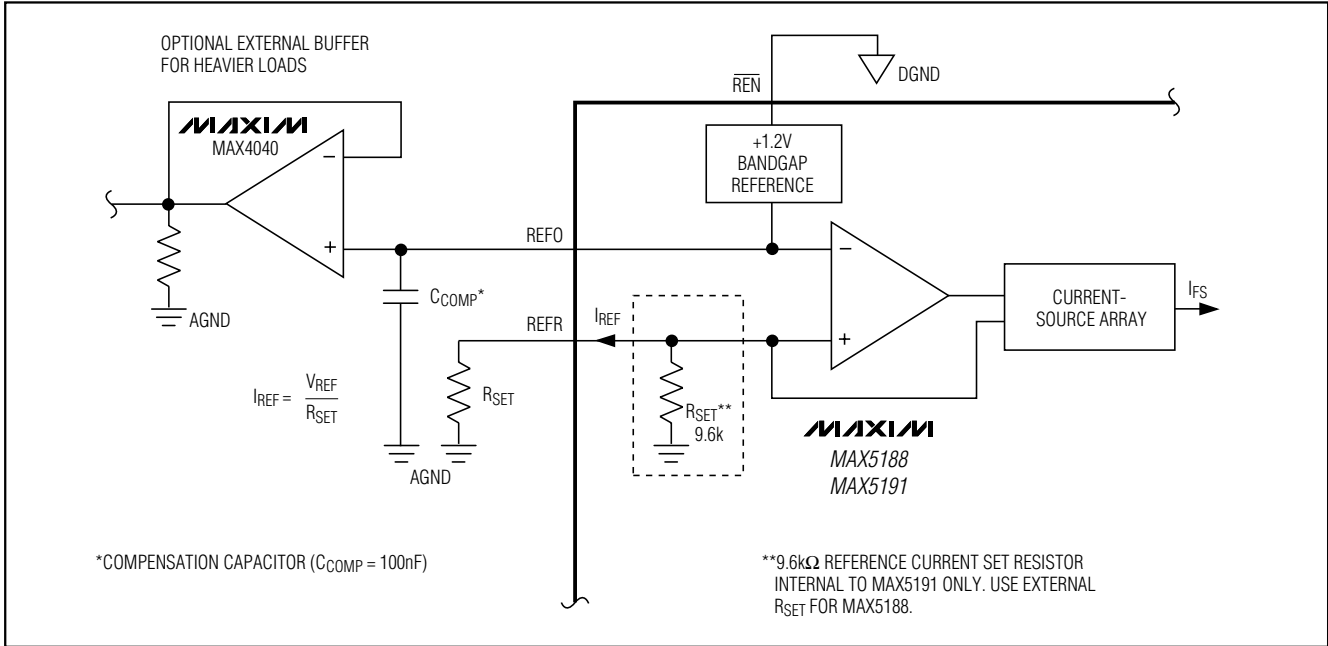 OPTIONAL EXTERNAL BUFFER
FOR HEAVIER LOADS
MAXIM
MAX4040
−
+
AGND
REN
DGND
+1.2V
BANDGAP
REFERENCE
REFO
CCOMP*
REFR
IREF
RSET
AGND
IREF = VREF
RSET
RSET**
9.6k
−
+
CURRENT-
SOURCE ARRAY
IFS
MAXIM
MAX5188
MAX5191
*COMPENSATION CAPACITOR (CCOMP = 100nF)
**9.6kΩ REFERENCE CURRENT SET RESISTOR
INTERNAL TO MAX5191 ONLY. USE EXTERNAL
RSET FOR MAX5188.